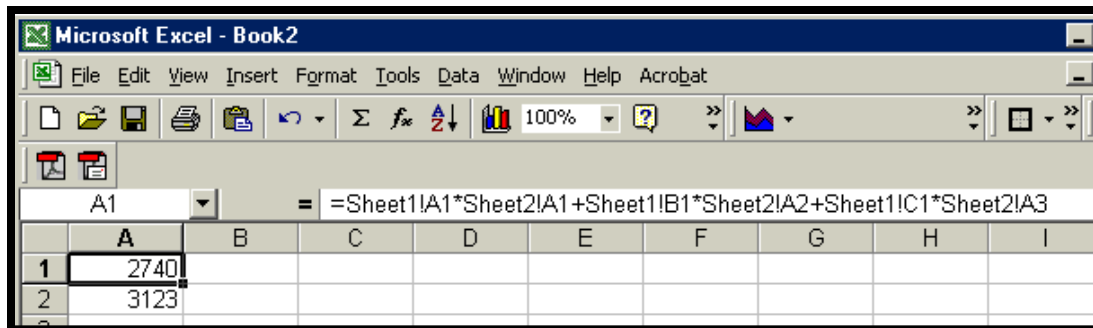 Microsoft Excel - Book2
File Edit View Insert Format Tools Data Window Help Acrobat
Σ fx A Z 100% ? » »
A1 = =Sheet1!A1*Sheet2!A1+Sheet1!B1*Sheet2!A2+Sheet1!C1*Sheet2!A3
A B C D E F G H I
1 2740
2 3123